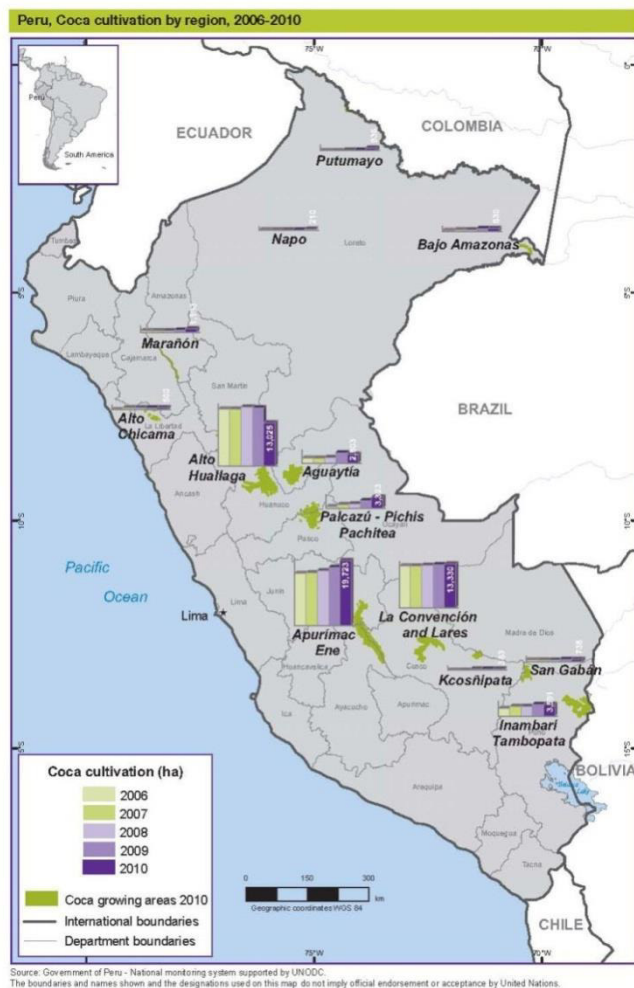 Peru, Coca cultivation by region, 2006-2010
75°W
70°W
Peru
South America
ECUADOR
COLOMBIA
Putumayo
Napo
Loreto
Bajo Amazonas
Tumbes
5°S
Piura
Amazonas
Lambayeque
Cajamarca
Marañón
San Martin
BRAZIL
Alto
Chicama
La Libertad
13,025
Alto
Huallaga
Aguaytía
Ancash
Huanuco
10°S
Palcazú - Pichis
Pachitea
Ucayali
Pasco
Pacific
Ocean
Junin
19,723
13,330
Lima
Lima
Apurímac
Ene
La Convención
and Lares
Madre de Dios
Huancavelica
Cusco
Kcosñipata
San Gabán
Ica
Ayacucho
Apurimac
Inambari
Tambopata
Puno
15°S
BOLIVIA
Arequipa
Moquegua
Tacna
CHILE
Coca cultivation (ha)
2006
2007
2008
2009
2010
Coca growing areas 2010
International boundaries
Department boundaries
0 150 300
km
Geographic coordinates WGS 84
75°W
70°W
Source: Government of Peru - National monitoring system supported by UNODC.
The boundaries and names shown and the designations used on this map do not imply official endorsement or acceptance by United Nations.